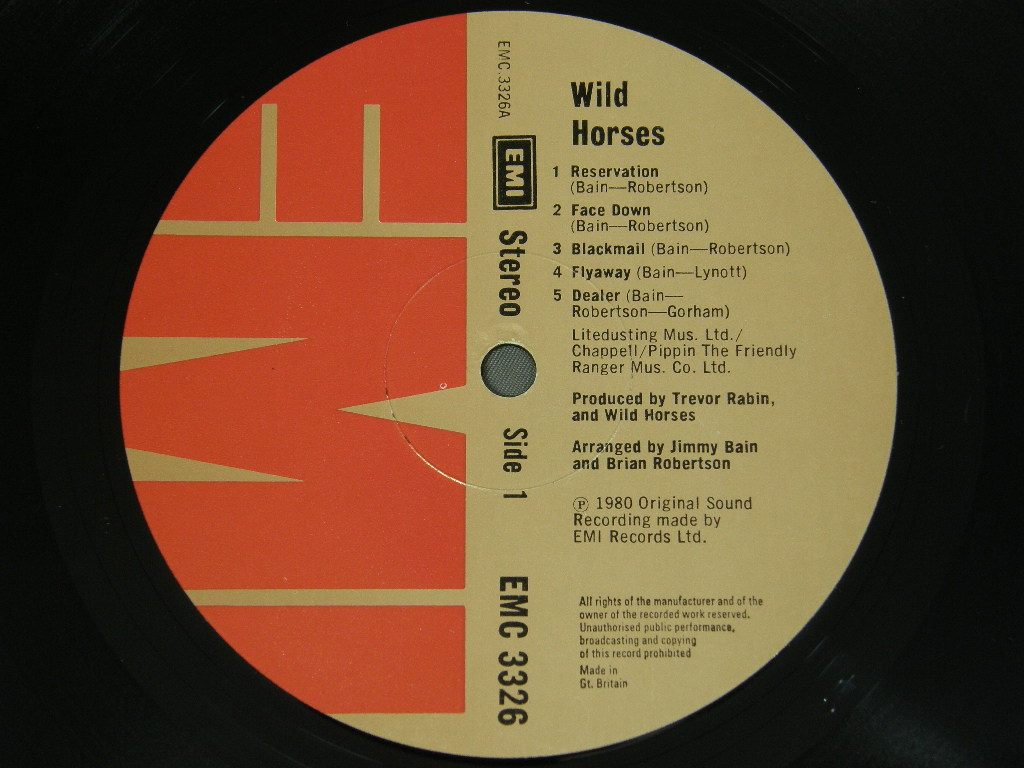 EMC.3326A
EMI
Stereo
Side 1
EMC 3326
Wild
Horses
1 Reservation
(Bain—Robertson)
2 Face Down
(Bain—Robertson)
3 Blackmail (Bain—Robertson)
4 Flyaway (Bain—Lynott)
5 Dealer (Bain—
Robertson—Gorham)
Litedusting Mus. Ltd./
Chappell/Pippin The Friendly
Ranger Mus. Co. Ltd.
Produced by Trevor Rabin,
and Wild Horses
Arranged by Jimmy Bain
and Brian Robertson
℗ 1980 Original Sound
Recording made by
EMI Records Ltd.
All rights of the manufacturer and of the
owner of the recorded work reserved.
Unauthorised public performance,
broadcasting and copying
of this record prohibited
Made in
Gt. Britain